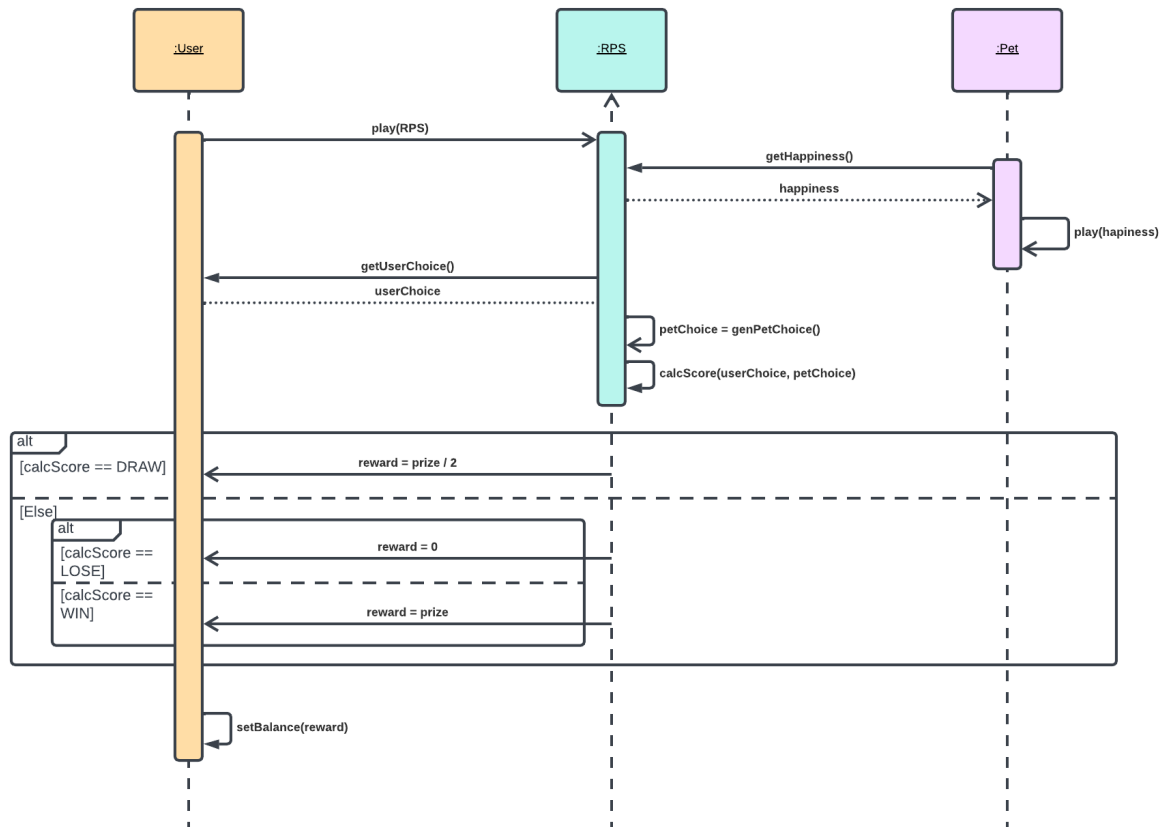 :User
:RPS
:Pet
play(RPS)
getHappiness()
happiness
play(hapiness)
getUserChoice()
userChoice
petChoice = genPetChoice()
calcScore(userChoice, petChoice)
alt
[calcScore == DRAW]
reward = prize / 2
[Else]
alt
[calcScore ==
LOSE]
reward = 0
[calcScore ==
WIN]
reward = prize
setBalance(reward)